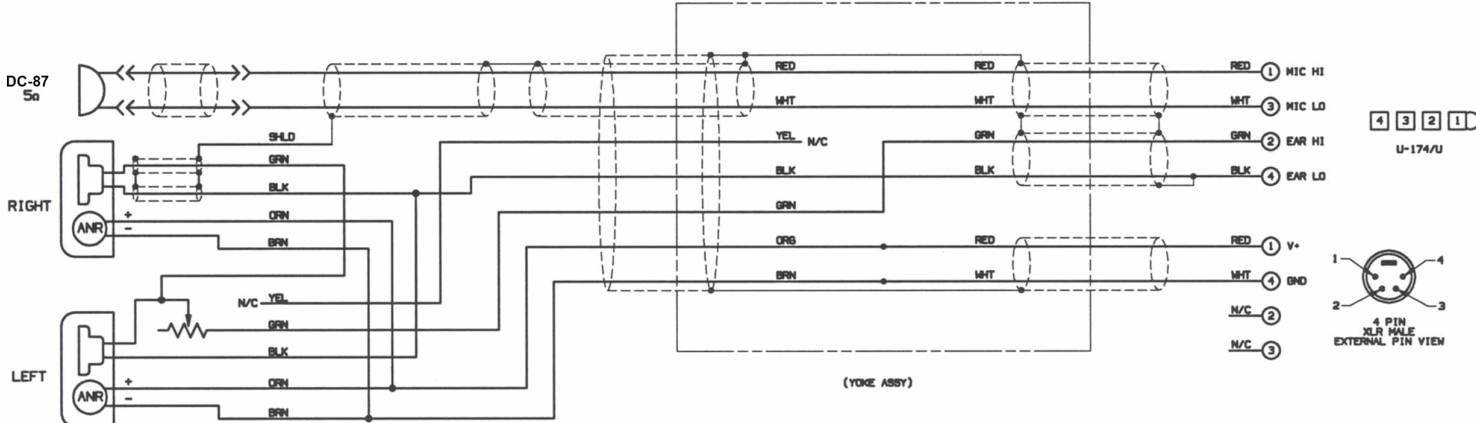 RED RED RED 1 MIC HI
DC-87
5Ω
WHT WHT WHT 3 MIC LO
4 3 2 1
U-174/U
SHLD YEL N/C GRN GRN 2 EAR HI
GRN
BLK BLK BLK BLK 4 EAR LO
RIGHT
ORN GRN
+
-
ANR
BRN ORG RED RED 1 V+
1 4
BRN WHT WHT 4 GND
2 3
N/C YEL
N/C 2
4 PIN
XLR MALE
EXTERNAL PIN VIEW
GRN
N/C 3
BLK
LEFT
ORN
(YOKE ASSY)
+
-
ANR
BRN